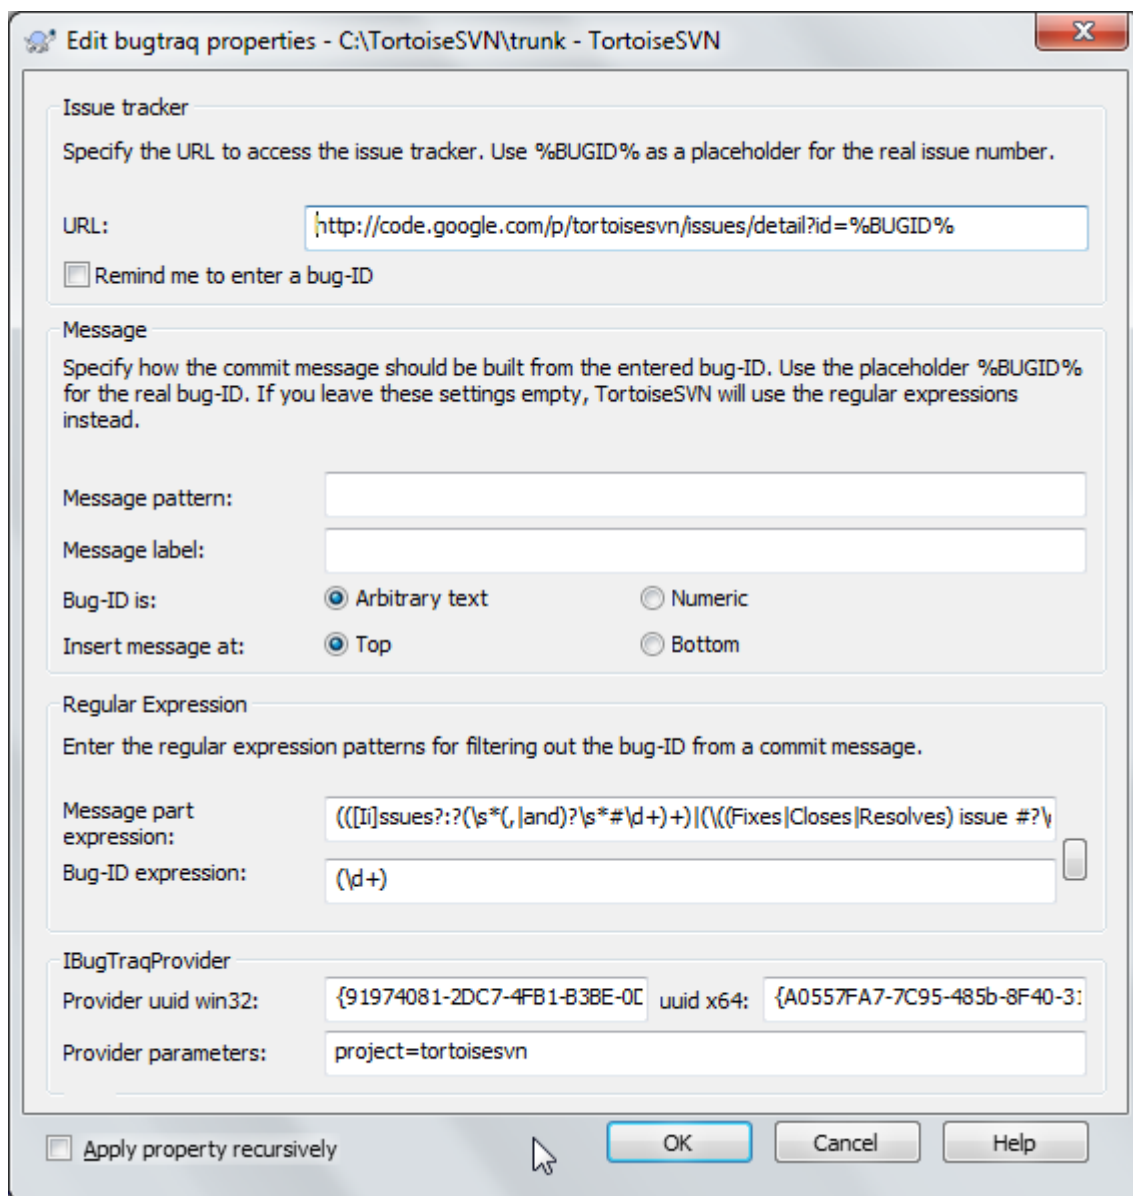 Edit bugtraq properties - C:\TortoiseSVN\trunk - TortoiseSVN
Issue tracker
Specify the URL to access the issue tracker. Use %BUGID% as a placeholder for the real issue number.
URL: http://code.google.com/p/tortoisesvn/issues/detail?id=%BUGID%
Remind me to enter a bug-ID
Message
Specify how the commit message should be built from the entered bug-ID. Use the placeholder %BUGID%
for the real bug-ID. If you leave these settings empty, TortoiseSVN will use the regular expressions
instead.
Message pattern:
Message label:
Bug-ID is: Arbitrary text Numeric
Insert message at: Top Bottom
Regular Expression
Enter the regular expression patterns for filtering out the bug-ID from a commit message.
Message part
expression: (([Ii]ssues?:?(\s*(,|and)?\s*#\d+)+)|(\((Fixes|Closes|Resolves) issue #?\
Bug-ID expression: (\d+)
IBugTraqProvider
Provider uuid win32: {91974081-2DC7-4FB1-B3BE-0D uuid x64: {A0557FA7-7C95-485b-8F40-31
Provider parameters: project=tortoisesvn
Apply property recursively OK Cancel Help